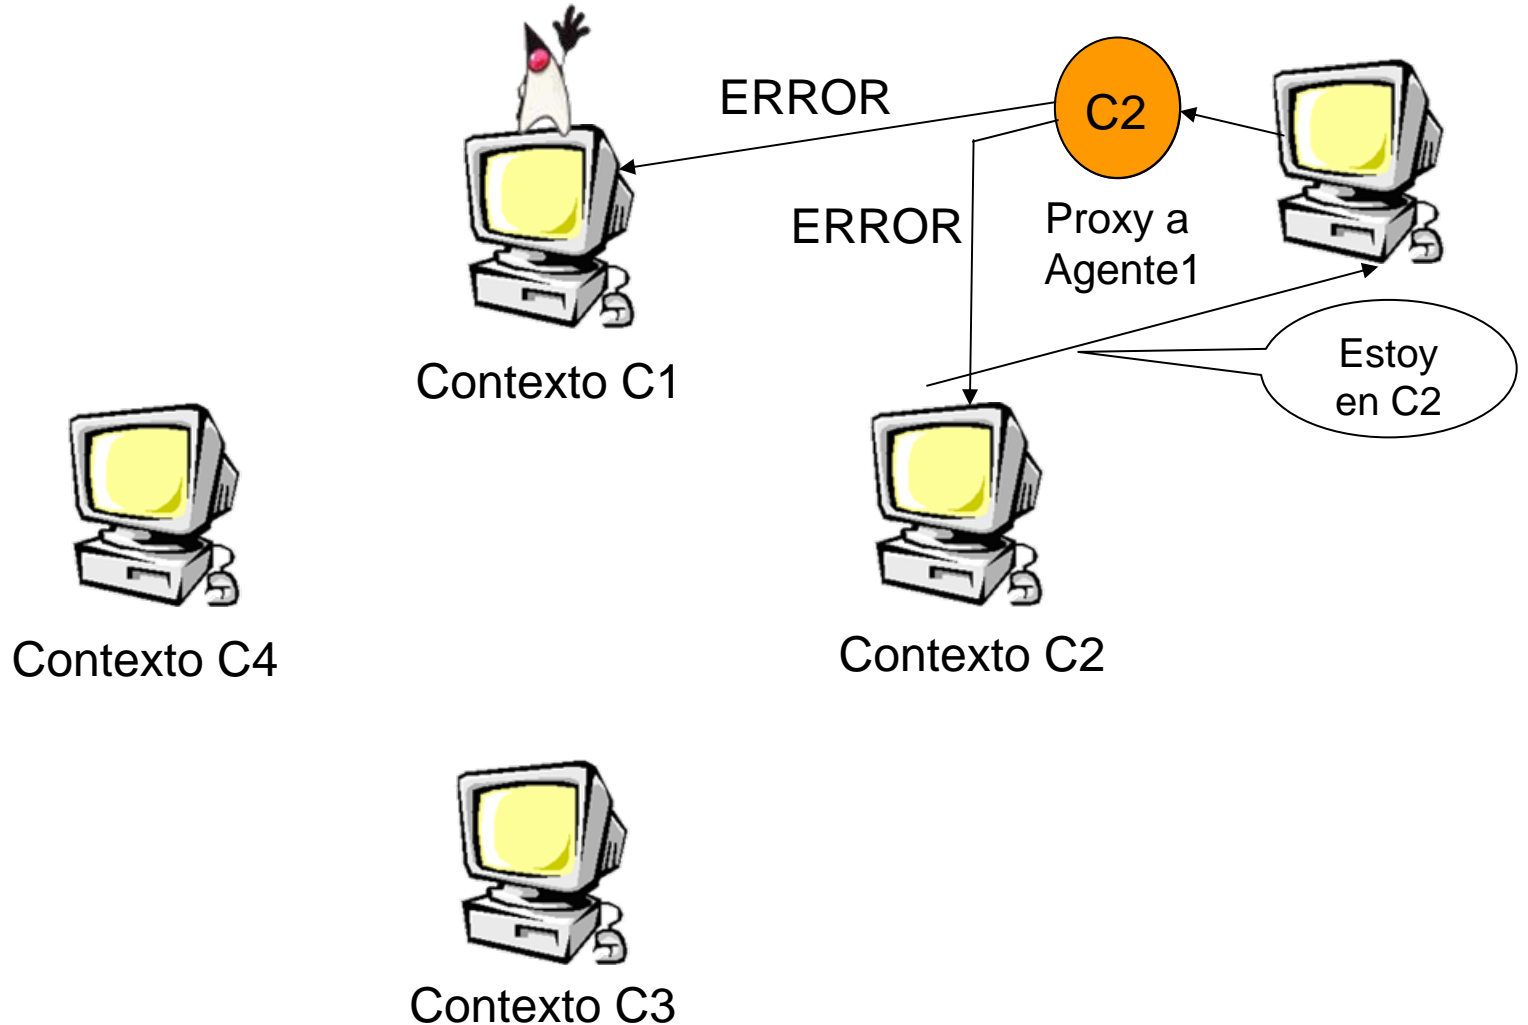 ERROR
C2
ERROR
Proxy a
Agente1
Estoy
en C2
Contexto C1
Contexto C4
Contexto C2
Contexto C3